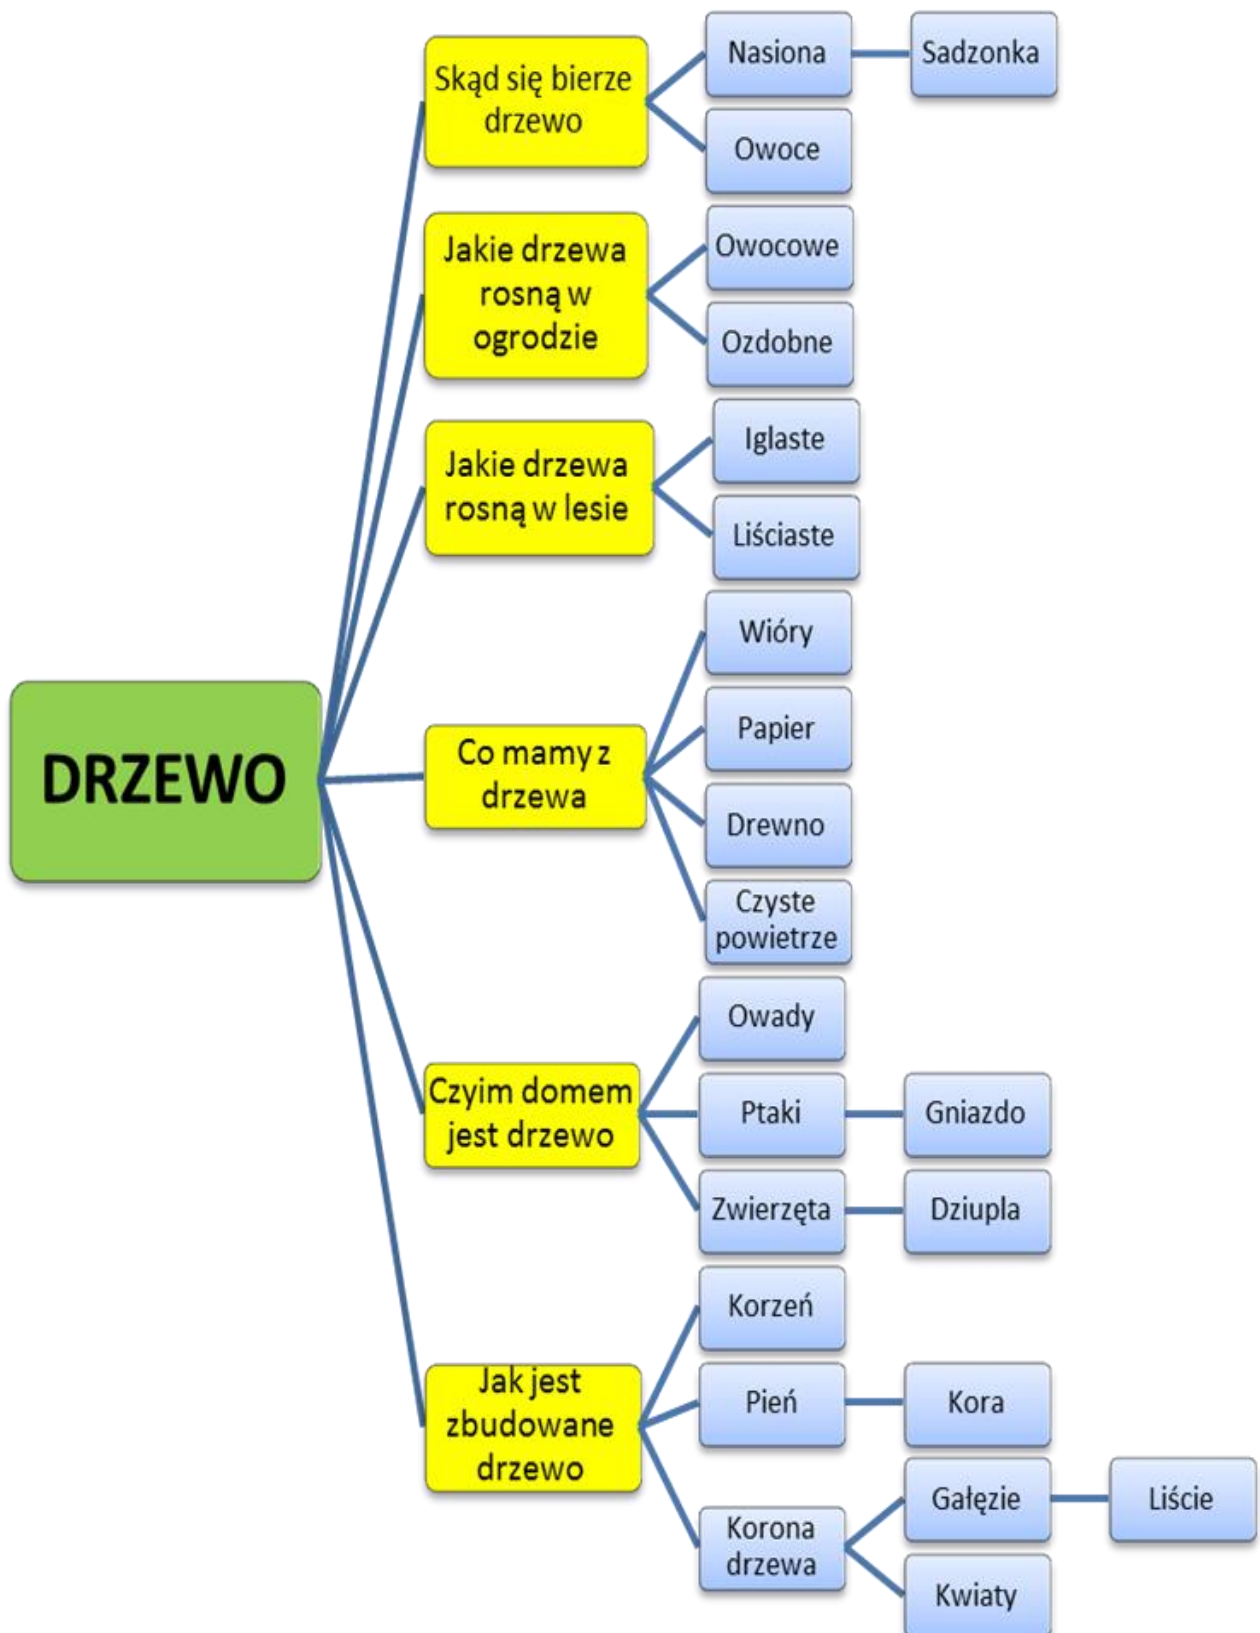 DRZEWO
Skąd się bierze
drzewo
Nasiona
Sadzonka
Owoce
Jakie drzewa
rosną w
ogrodzie
Owocowe
Ozdobne
Jakie drzewa
rosną w lesie
Iglaste
Liściaste
Co mamy z
drzewa
Wióry
Papier
Drewno
Czyste
powietrze
Czyim domem
jest drzewo
Owady
Ptaki
Gniazdo
Zwierzęta
Dziupla
Jak jest
zbudowane
drzewo
Korzeń
Pień
Kora
Korona
drzewa
Gałęzie
Liście
Kwiaty